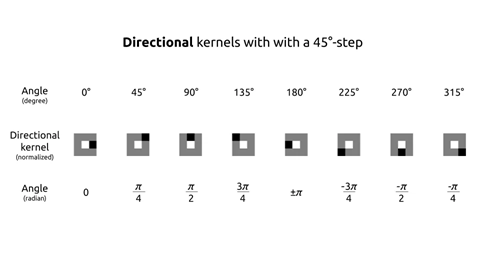 Directional kernels with with a 45°-step
Angle 0° 45° 90° 135° 180° 225° 270° 315°
(degree)
Directional
kernel
(normalized)
Angle 0 π/4 π/2 3π/4 ±π -3π/4 -π/2 -π/4
(radian)